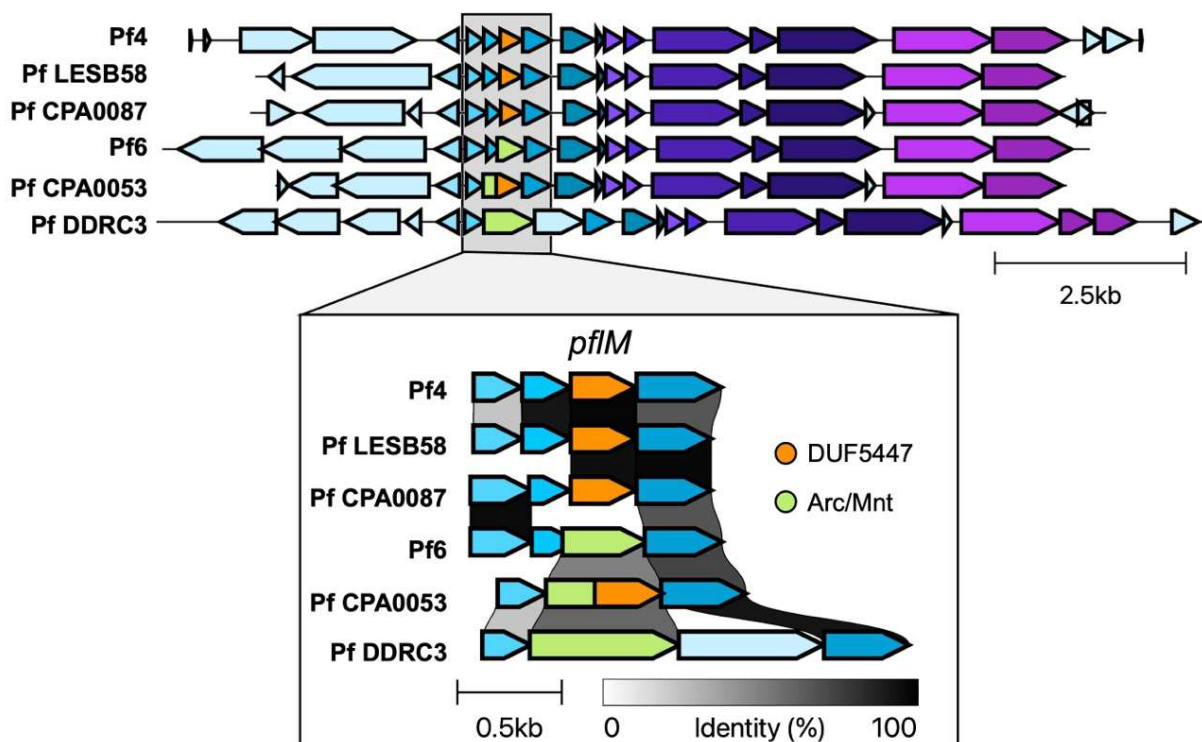 Pf4
Pf LESB58
Pf CPA0087
Pf6
Pf CPA0053
Pf DDRC3
2.5kb
pflM
Pf4
Pf LESB58
DUF5447
Pf CPA0087
Arc/Mnt
Pf6
Pf CPA0053
Pf DDRC3
0.5kb
0 Identity (%) 100